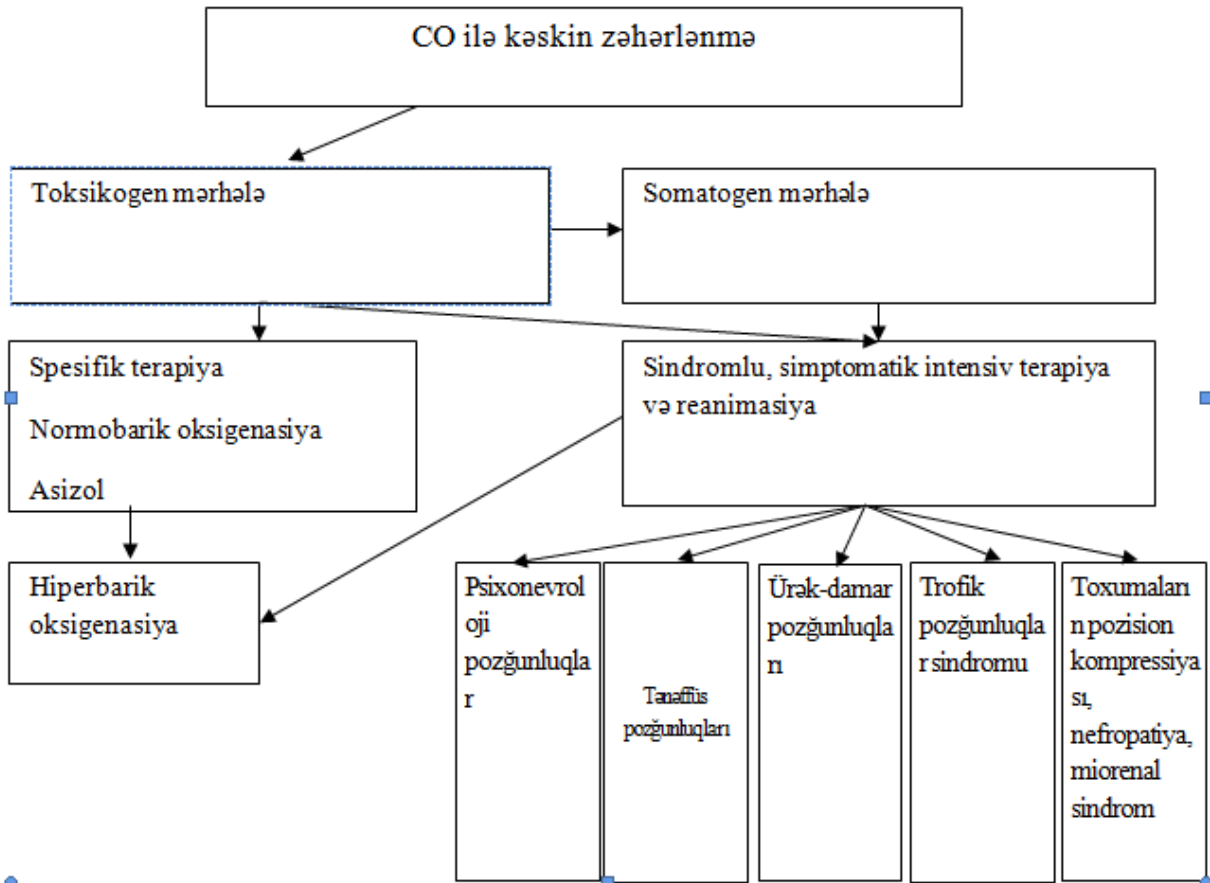 CO ilə kəskin zəhərlənmə
Toksikogen mərhələ
Somatogen mərhələ
Spesifik terapiya
Normobarik oksigenasiya
Asizol
Sindromlu, simptomatik intensiv terapiya
və reanimasiya
Hiperbarik
oksigenasiya
Psixonevrol
oji
pozğunluqla
r
Tənəffüs
pozğunluqları
Ürək-damar
pozğunluqla
rı
Trofik
pozğunluqla
r sindromu
Toxumaları
n pozision
kompressiya
sı,
nefropatiya,
miorenal
sindrom